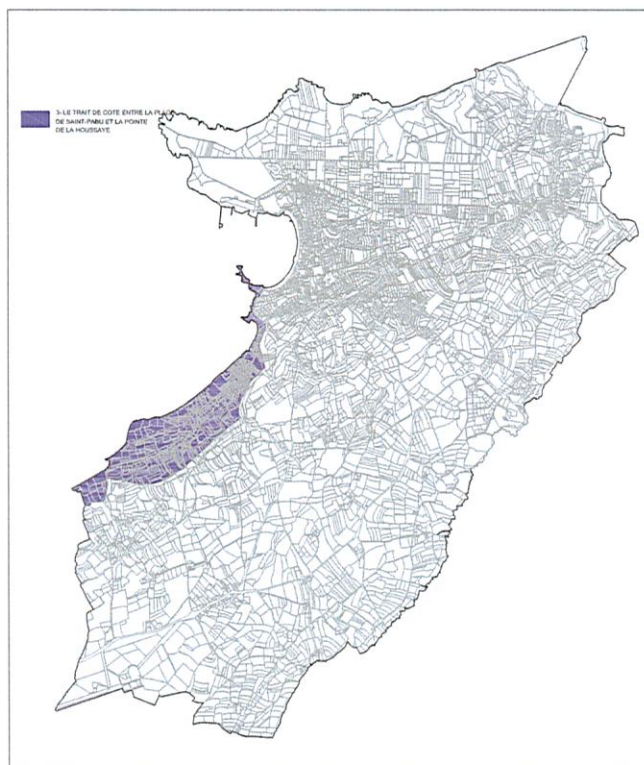 3- LE TRAIT DE COTE ENTRE LA PLAGE
DE SAINT-PABU ET LA POINTE
DE LA HOUSSAYE